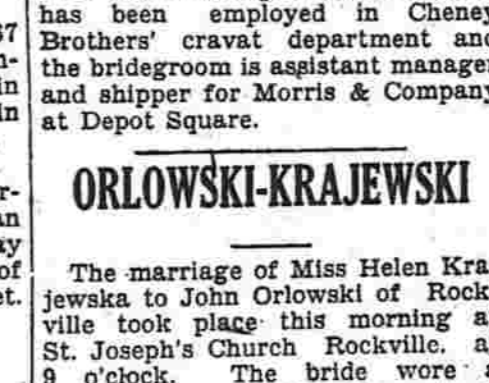 has been employed in Cheney
Brothers' cravat department and
the bridegroom is assistant manager
and shipper for Morris & Company
at Depot Square.
ORLOWSKI-KRAJEWSKI
The marriage of Miss Helen Kra
jewska to John Orlowski of Rock
ville took place this morning a
St. Joseph's Church Rockville. a
9 o'clock. The bride wore a